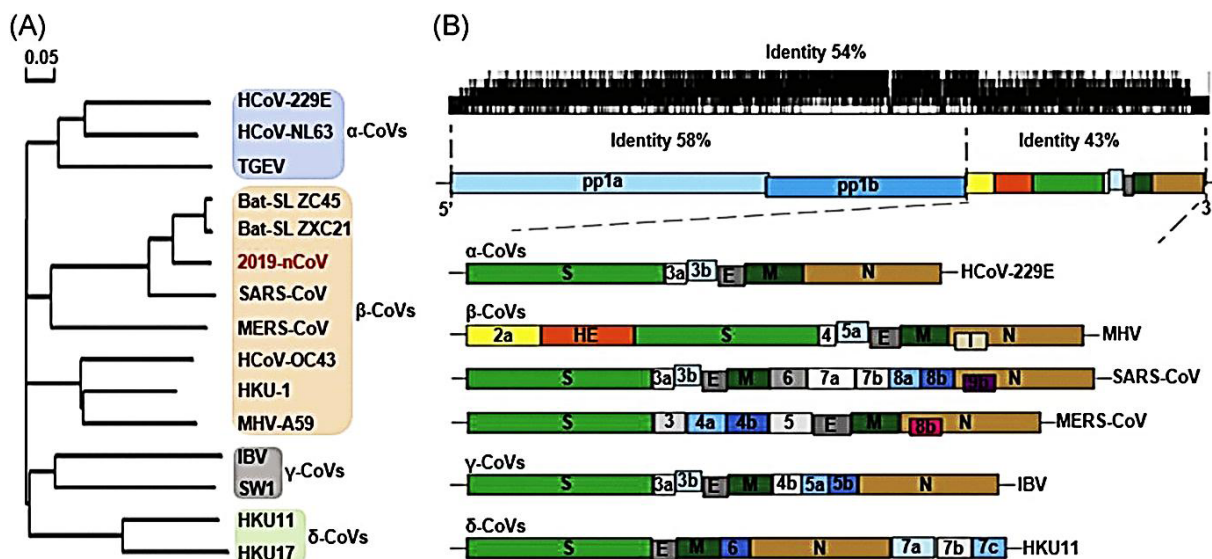 (A)
0.05
HCoV-229E
HCoV-NL63
TGEV
α-CoVs
Bat-SL ZC45
Bat-SL ZXC21
2019-nCoV
SARS-CoV
MERS-CoV
HCoV-OC43
HKU-1
MHV-A59
β-CoVs
IBV
SW1
γ-CoVs
HKU11
HKU17
δ-CoVs
(B)
Identity 54%
Identity 58% Identity 43%
pp1a pp1b
5' 3'
α-CoVs
S 3a 3b E M N HCoV-229E
β-CoVs
2a HE S 4 5a E M I N MHV
S 3a 3b E M 6 7a 7b 8a 8b 9b N SARS-CoV
S 3 4a 4b 5 E M 8b N MERS-CoV
γ-CoVs
S 3a 3b E M 4b 5a 5b N IBV
δ-CoVs
S E M 6 N 7a 7b 7c HKU11